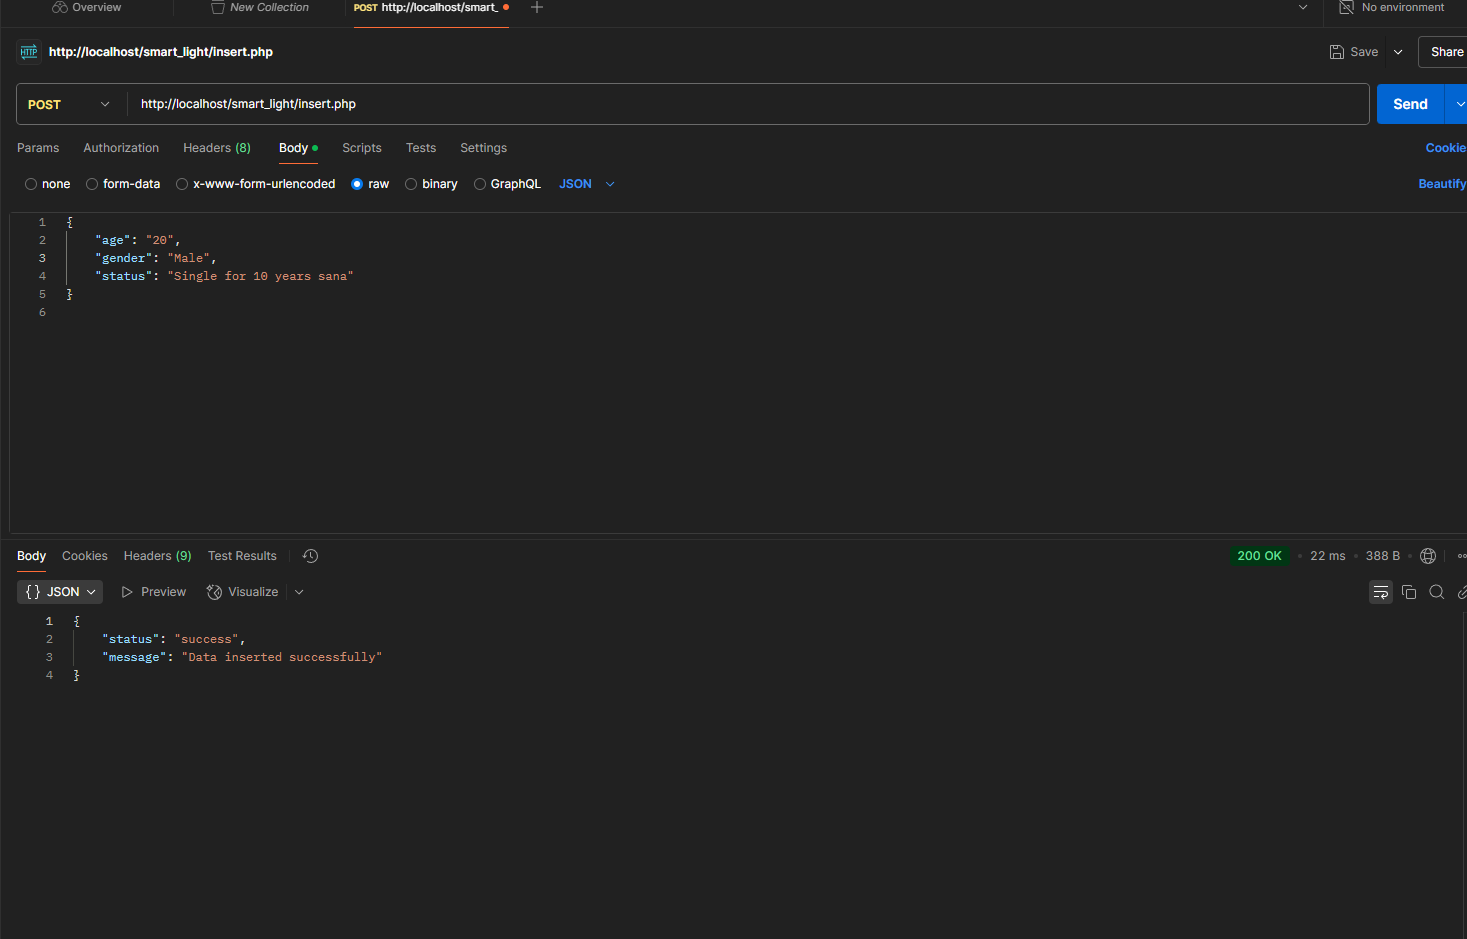 Overview New Collection POST http://localhost/smart_ No environment
HTTP http://localhost/smart_light/insert.php Save Share
POST http://localhost/smart_light/insert.php Send
Params Authorization Headers (8) Body Scripts Tests Settings Cookie
none form-data x-www-form-urlencoded raw binary GraphQL JSON Beautify
1 {
2 "age": "20",
3 "gender": "Male",
4 "status": "Single for 10 years sana"
5 }
6
Body Cookies Headers (9) Test Results 200 OK • 22 ms • 388 B •
{} JSON Preview Visualize
1 {
2 "status": "success",
3 "message": "Data inserted successfully"
4 }